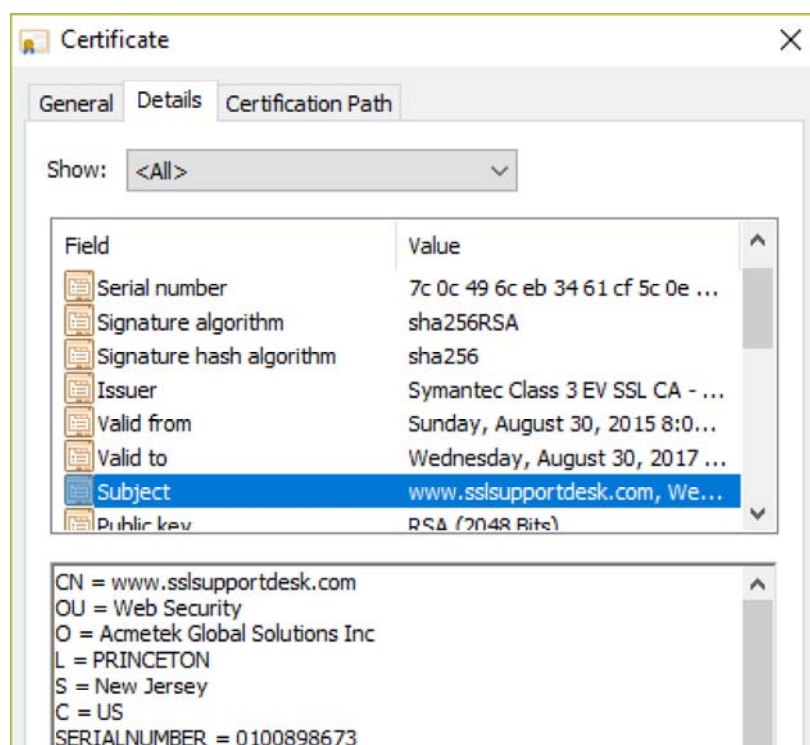 Certificate
General Details Certification Path
Show: <All>
Field Value
Serial number 7c 0c 49 6c eb 34 61 cf 5c 0e ...
Signature algorithm sha256RSA
Signature hash algorithm sha256
Issuer Symantec Class 3 EV SSL CA - ...
Valid from Sunday, August 30, 2015 8:0...
Valid to Wednesday, August 30, 2017 ...
Subject www.sslsupportdesk.com, We...
Public key RSA (2048 Bits)
CN = www.sslsupportdesk.com
OU = Web Security
O = Acmetek Global Solutions Inc
L = PRINCETON
S = New Jersey
C = US
SERIALNUMBER = 0100898673